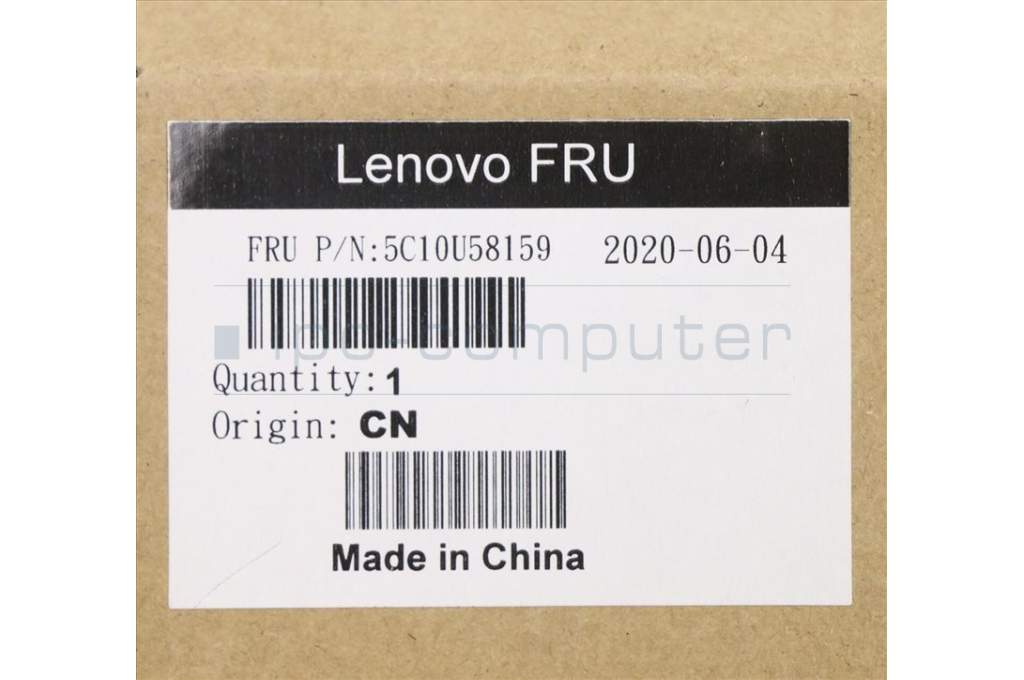 Lenovo FRU
FRU P/N:5C10U58159 2020-06-04
ipc-computer
Quantity: 1
Origin: CN
Made in China